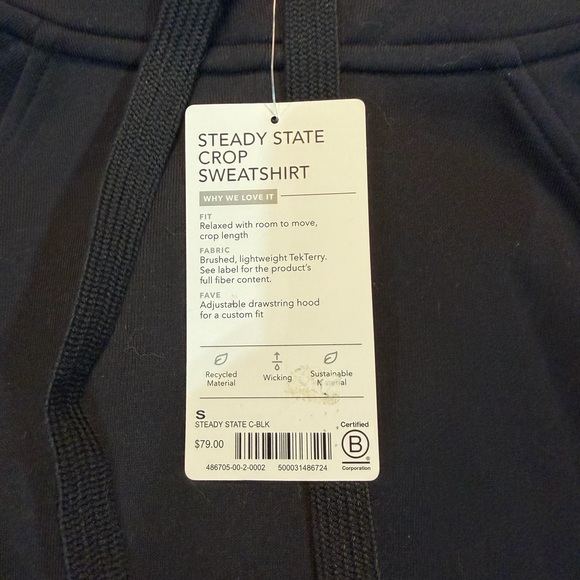 STEADY STATE
CROP
SWEATSHIRT
WHY WE LOVE IT
FIT
Relaxed with room to move,
crop length
FABRIC
Brushed, lightweight TekTerry.
See label for the product's
full fiber content.
FAVE
Adjustable drawstring hood
for a custom fit
Recycled
Material
Wicking
Sustainable
S
STEADY STATE C-BLK
$79.00
486705-00-2-0002 500031486724
Certified
B
®
Corporation